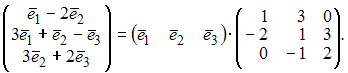 ē₁ − 2ē₂
3ē₁ + ē₂ − ē₃
3ē₂ + 2ē₃
= (ē₁ ē₂ ē₃) ·
1 3 0
− 2 1 3
0 − 1 2
.